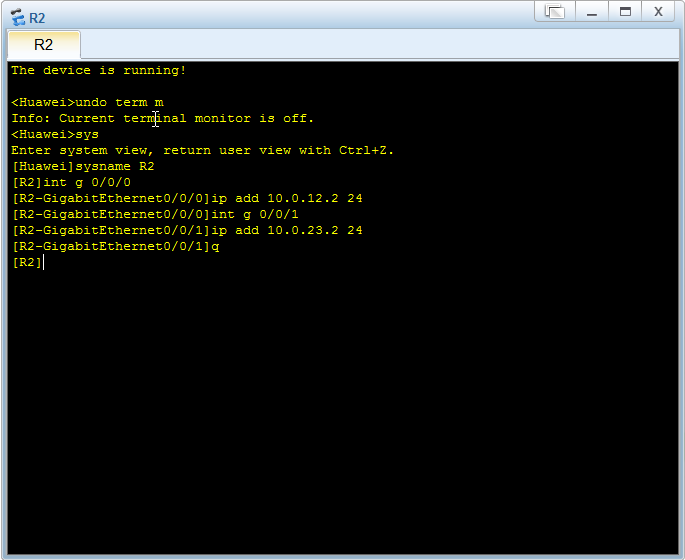 R2
X
R2
The device is running!
<Huawei>undo term m
Info: Current terminal monitor is off.
<Huawei>sys
Enter system view, return user view with Ctrl+Z.
[Huawei]sysname R2
[R2]int g 0/0/0
[R2-GigabitEthernet0/0/0]ip add 10.0.12.2 24
[R2-GigabitEthernet0/0/0]int g 0/0/1
[R2-GigabitEthernet0/0/1]ip add 10.0.23.2 24
[R2-GigabitEthernet0/0/1]q
[R2]